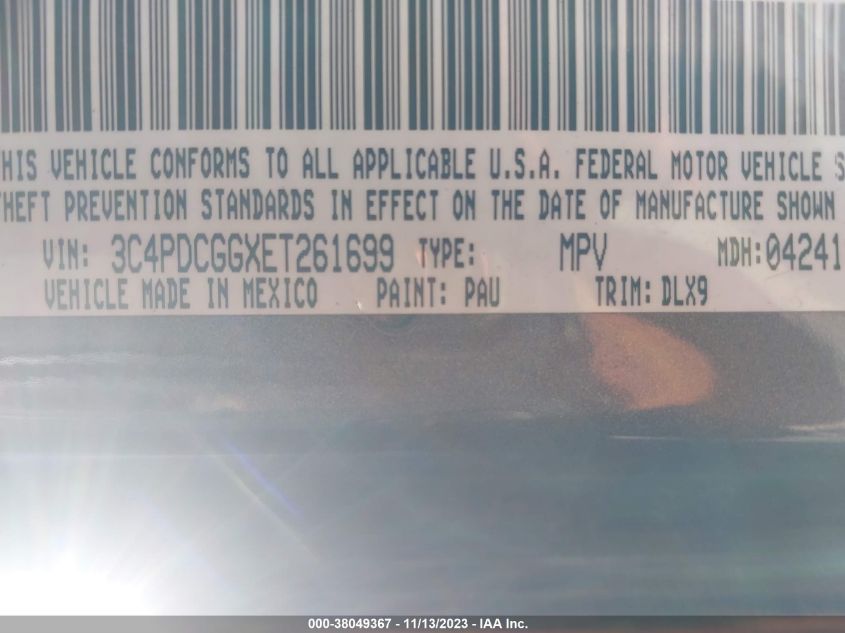 HIS VEHICLE CONFORMS TO ALL APPLICABLE U.S.A. FEDERAL MOTOR VEHICLE S
HEFT PREVENTION STANDARDS IN EFFECT ON THE DATE OF MANUFACTURE SHOWN
VIN: 3C4PDCGGXET261699 TYPE: MPV MDH:04241
VEHICLE MADE IN MEXICO PAINT: PAU TRIM: DLX9
000-38049367 - 11/13/2023 - IAA Inc.